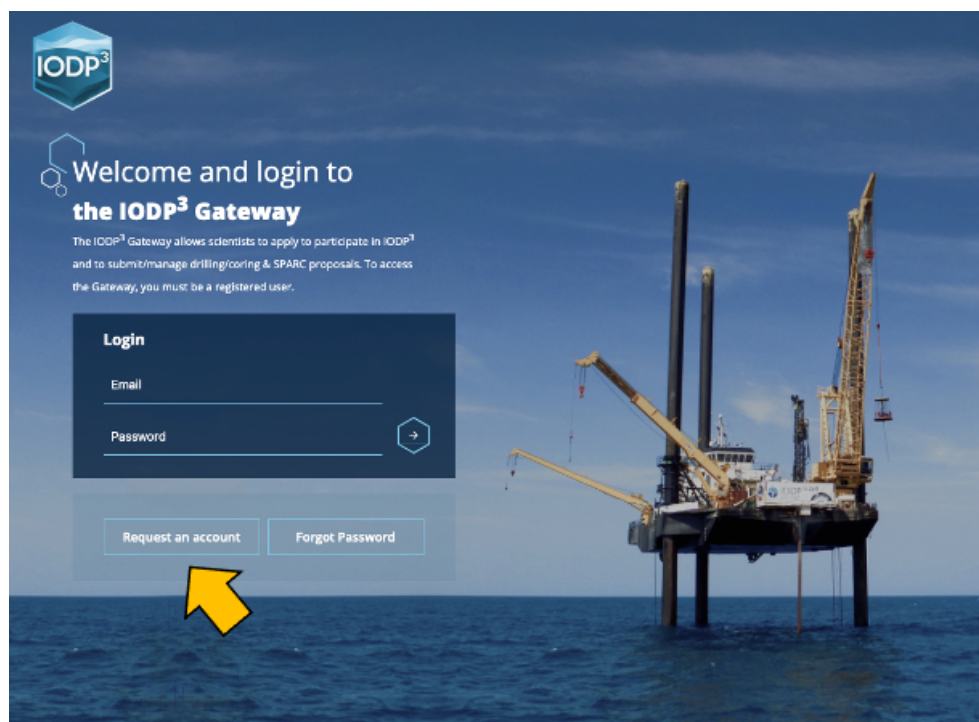 IODP³
Welcome and login to
the IODP³ Gateway
The IODP³ Gateway allows scientists to apply to participate in IODP³
and to submit/manage drilling/coring & SPARC proposals. To access
the Gateway, you must be a registered user.
Login
Email
Password
Request an account
Forgot Password